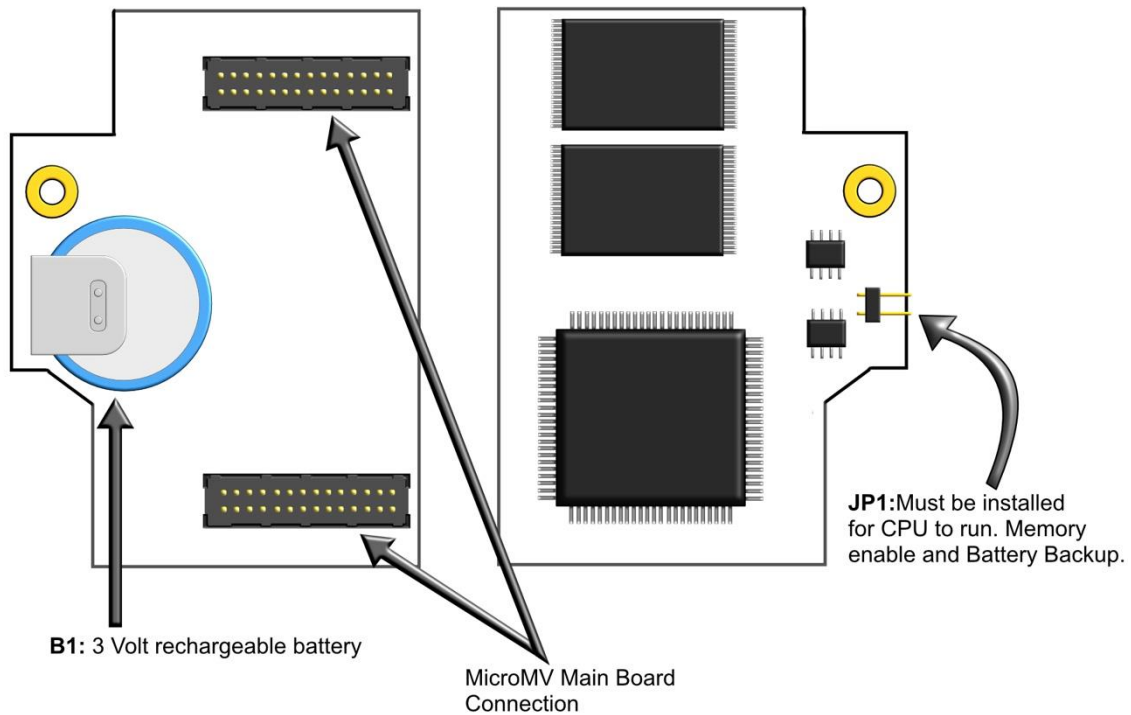 JP1:Must be installed
for CPU to run. Memory
enable and Battery Backup.
B1: 3 Volt rechargeable battery
MicroMV Main Board
Connection